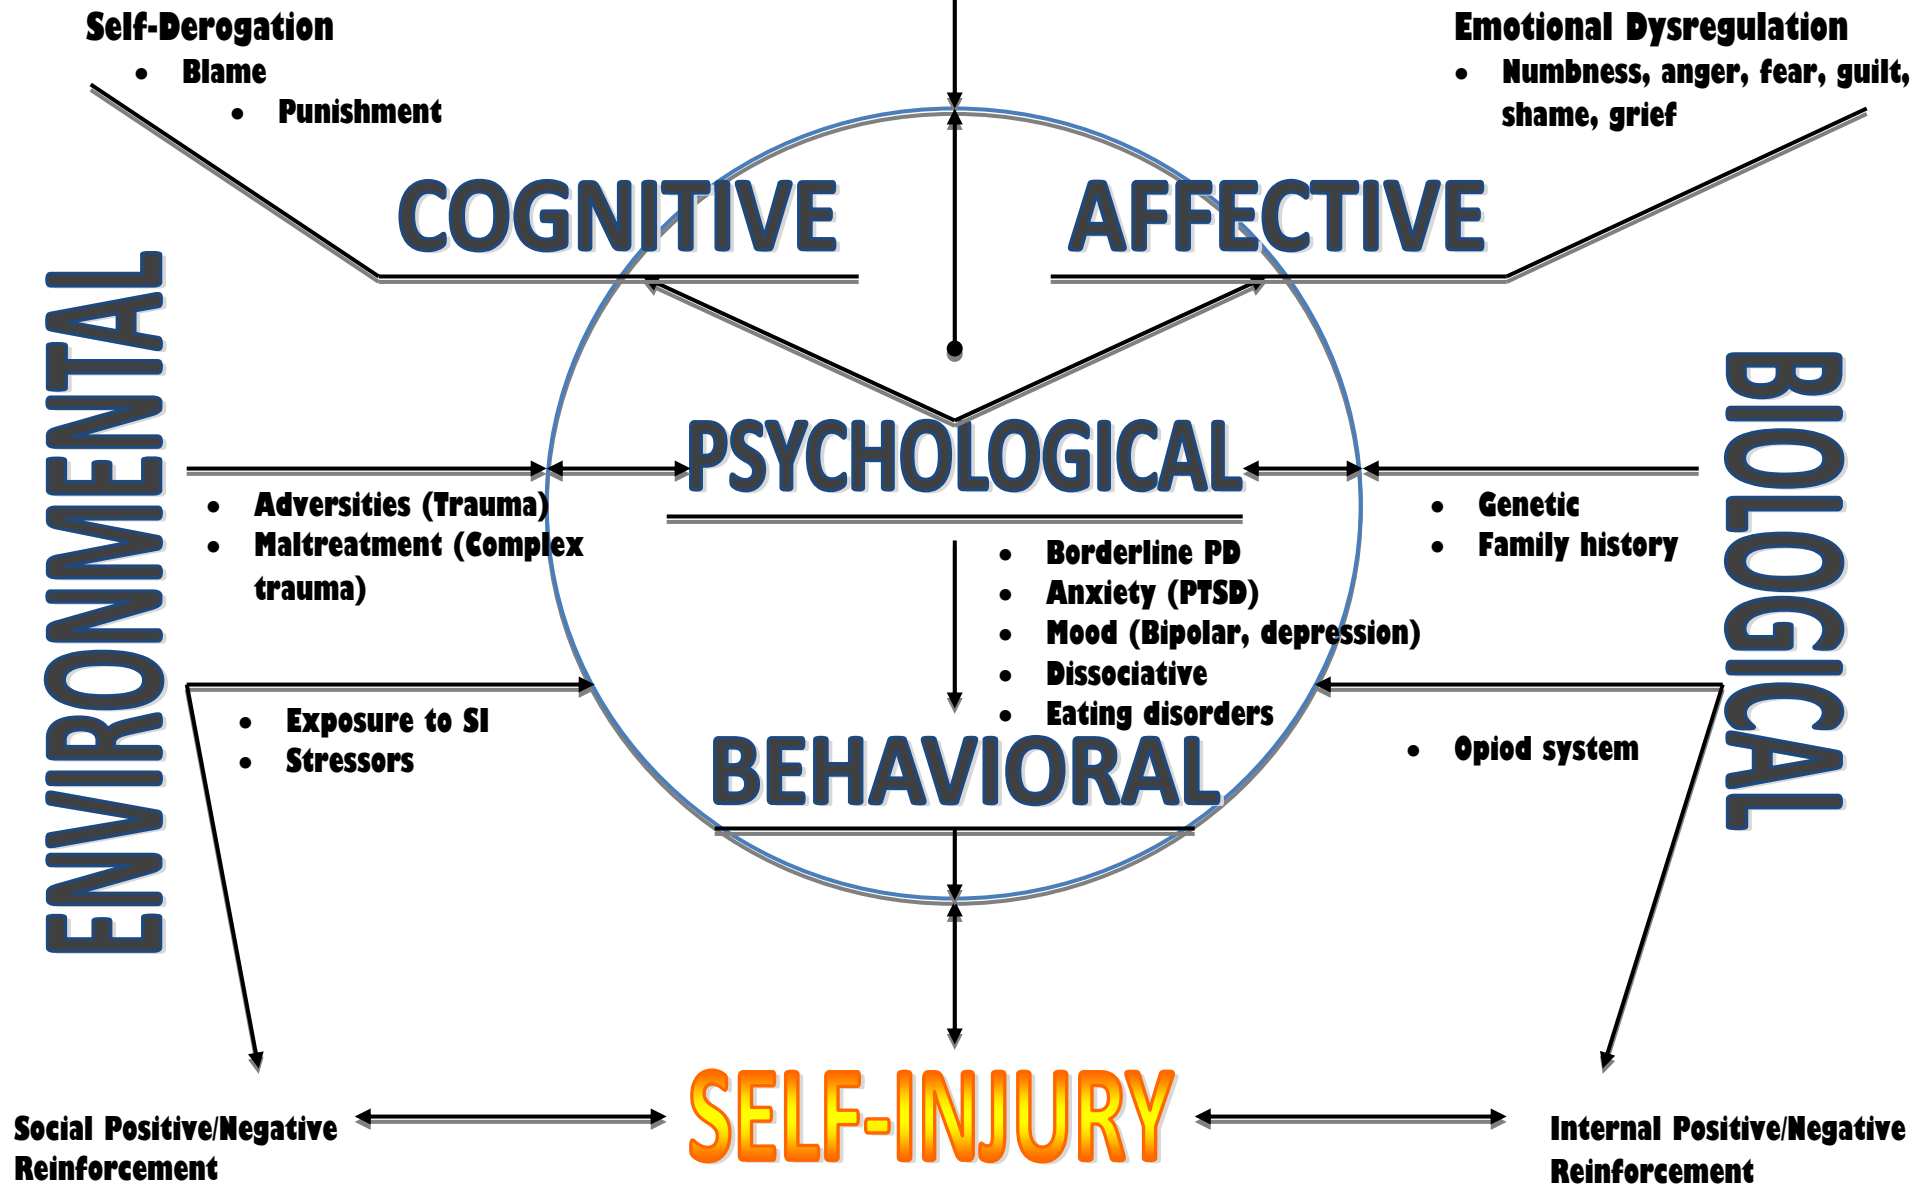 Self-Derogation
• Blame
• Punishment
Emotional Dysregulation
• Numbness, anger, fear, guilt,
shame, grief
COGNITIVE
AFFECTIVE
ENVIRONMENTAL
PSYCHOLOGICAL
BIOLOGICAL
• Adversities (Trauma)
• Maltreatment (Complex
trauma)
• Borderline PD
• Anxiety (PTSD)
• Mood (Bipolar, depression)
• Dissociative
• Eating disorders
• Genetic
• Family history
• Exposure to SI
• Stressors
• Opiod system
BEHAVIORAL
SELF-INJURY
Social Positive/Negative
Reinforcement
Internal Positive/Negative
Reinforcement